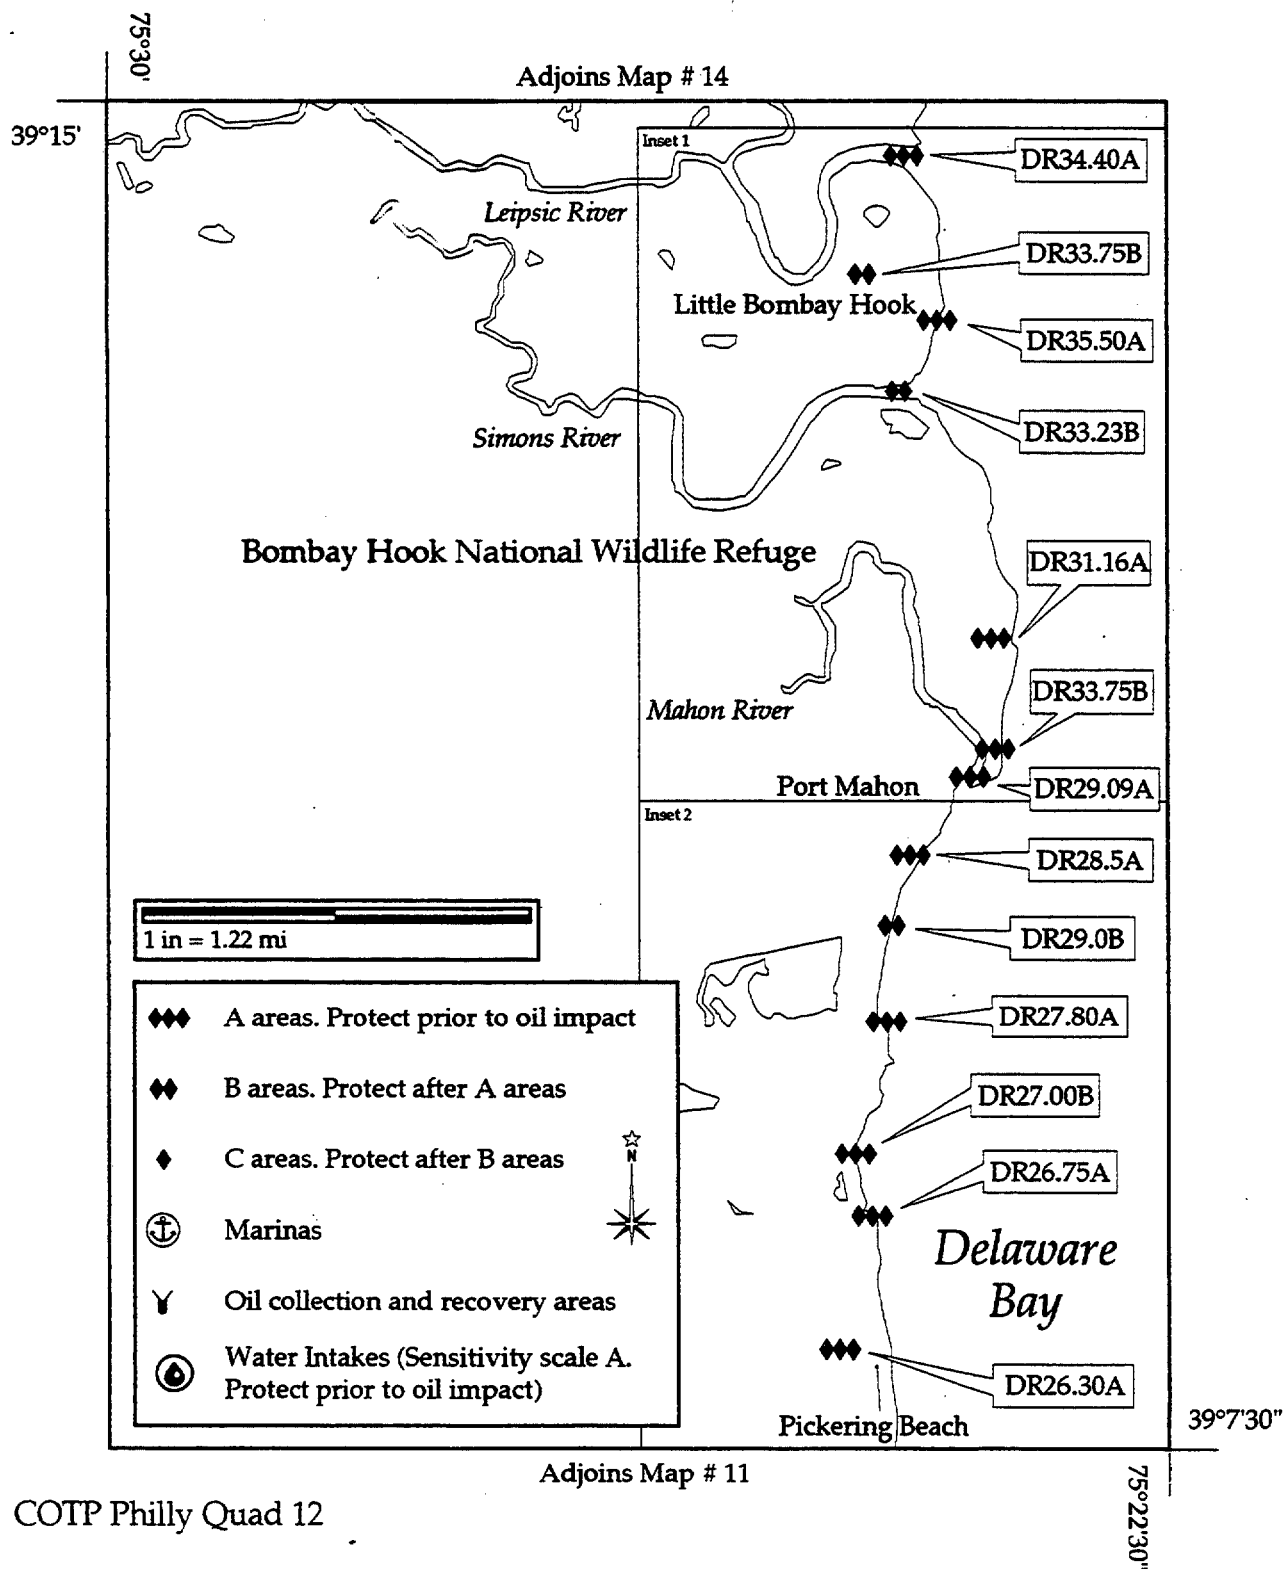 75°30'
Adjoins Map # 14
39°15'
Inset 1
DR34.40A
Leipsic River
DR33.75B
Little Bombay Hook
DR35.50A
DR33.23B
Simons River
Bombay Hook National Wildlife Refuge
DR31.16A
DR33.75B
Mahon River
Port Mahon
DR29.09A
Inset 2
DR28.5A
1 in = 1.22 mi
DR29.0B
A areas. Protect prior to oil impact
DR27.80A
B areas. Protect after A areas
DR27.00B
C areas. Protect after B areas
N
DR26.75A
Marinas
Delaware
Bay
Oil collection and recovery areas
Water Intakes (Sensitivity scale A.
Protect prior to oil impact)
DR26.30A
Pickering Beach
39°7'30"
Adjoins Map # 11
75°22'30"
COTP Philly Quad 12